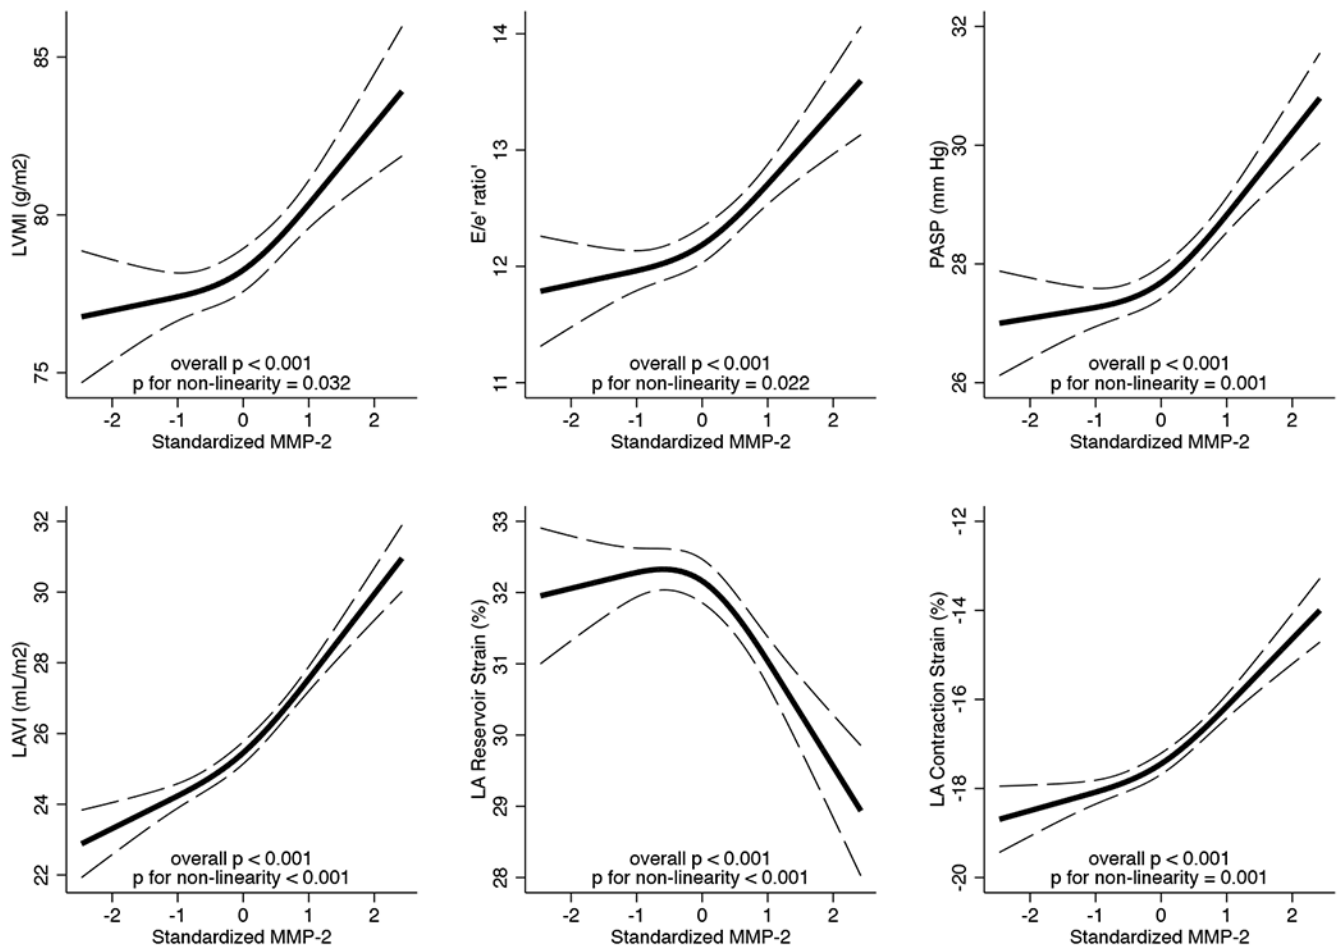 LVMI (g/m2)
85
80
75
overall p < 0.001
p for non-linearity = 0.032
-2 -1 0 1 2
Standardized MMP-2
E/e' ratio'
14
13
12
11
overall p < 0.001
p for non-linearity = 0.022
-2 -1 0 1 2
Standardized MMP-2
PASP (mm Hg)
32
30
28
26
overall p < 0.001
p for non-linearity = 0.001
-2 -1 0 1 2
Standardized MMP-2
LAVI (mL/m2)
32
30
28
26
24
22
overall p < 0.001
p for non-linearity < 0.001
-2 -1 0 1 2
Standardized MMP-2
LA Reservoir Strain (%)
33
32
31
30
29
28
overall p < 0.001
p for non-linearity < 0.001
-2 -1 0 1 2
Standardized MMP-2
LA Contraction Strain (%)
-12
-14
-16
-18
-20
overall p < 0.001
p for non-linearity = 0.001
-2 -1 0 1 2
Standardized MMP-2